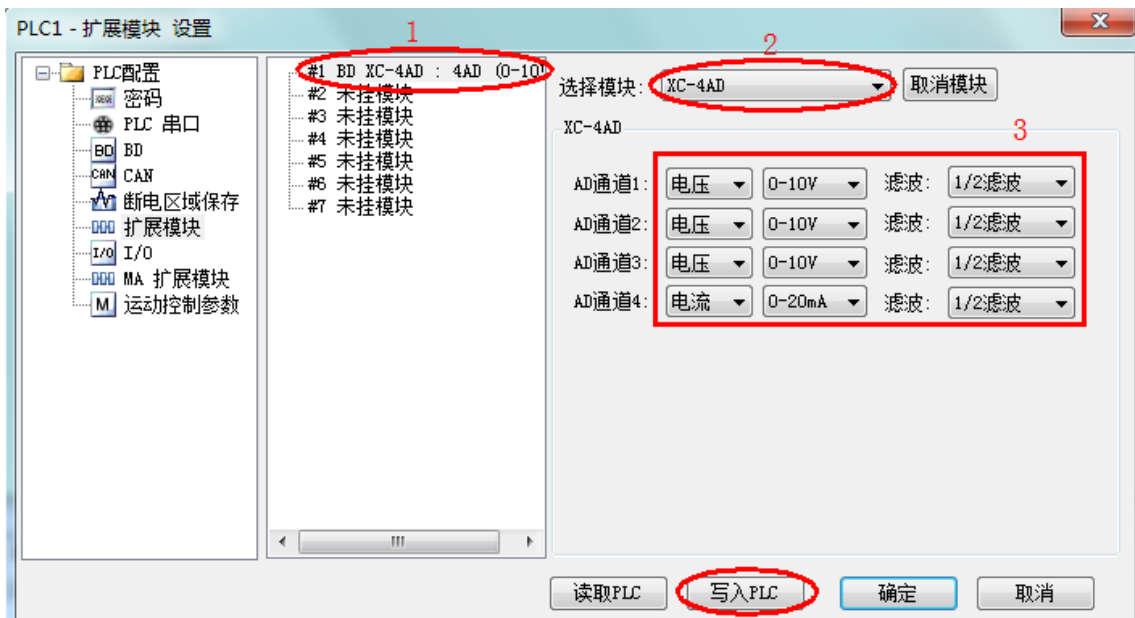 PLC1 - 扩展模块 设置
1
2
3
PLC配置
密码
PLC 串口
BD BD
CAN CAN
断电区域保存
扩展模块
I/O I/O
MA 扩展模块
M 运动控制参数
#1 BD XC-4AD : 4AD (0-10
#2 未挂模块
#3 未挂模块
#4 未挂模块
#5 未挂模块
#6 未挂模块
#7 未挂模块
选择模块: XC-4AD 取消模块
XC-4AD
AD通道1: 电压 0-10V 滤波: 1/2滤波
AD通道2: 电压 0-10V 滤波: 1/2滤波
AD通道3: 电压 0-10V 滤波: 1/2滤波
AD通道4: 电流 0-20mA 滤波: 1/2滤波
读取PLC 写入PLC 确定 取消